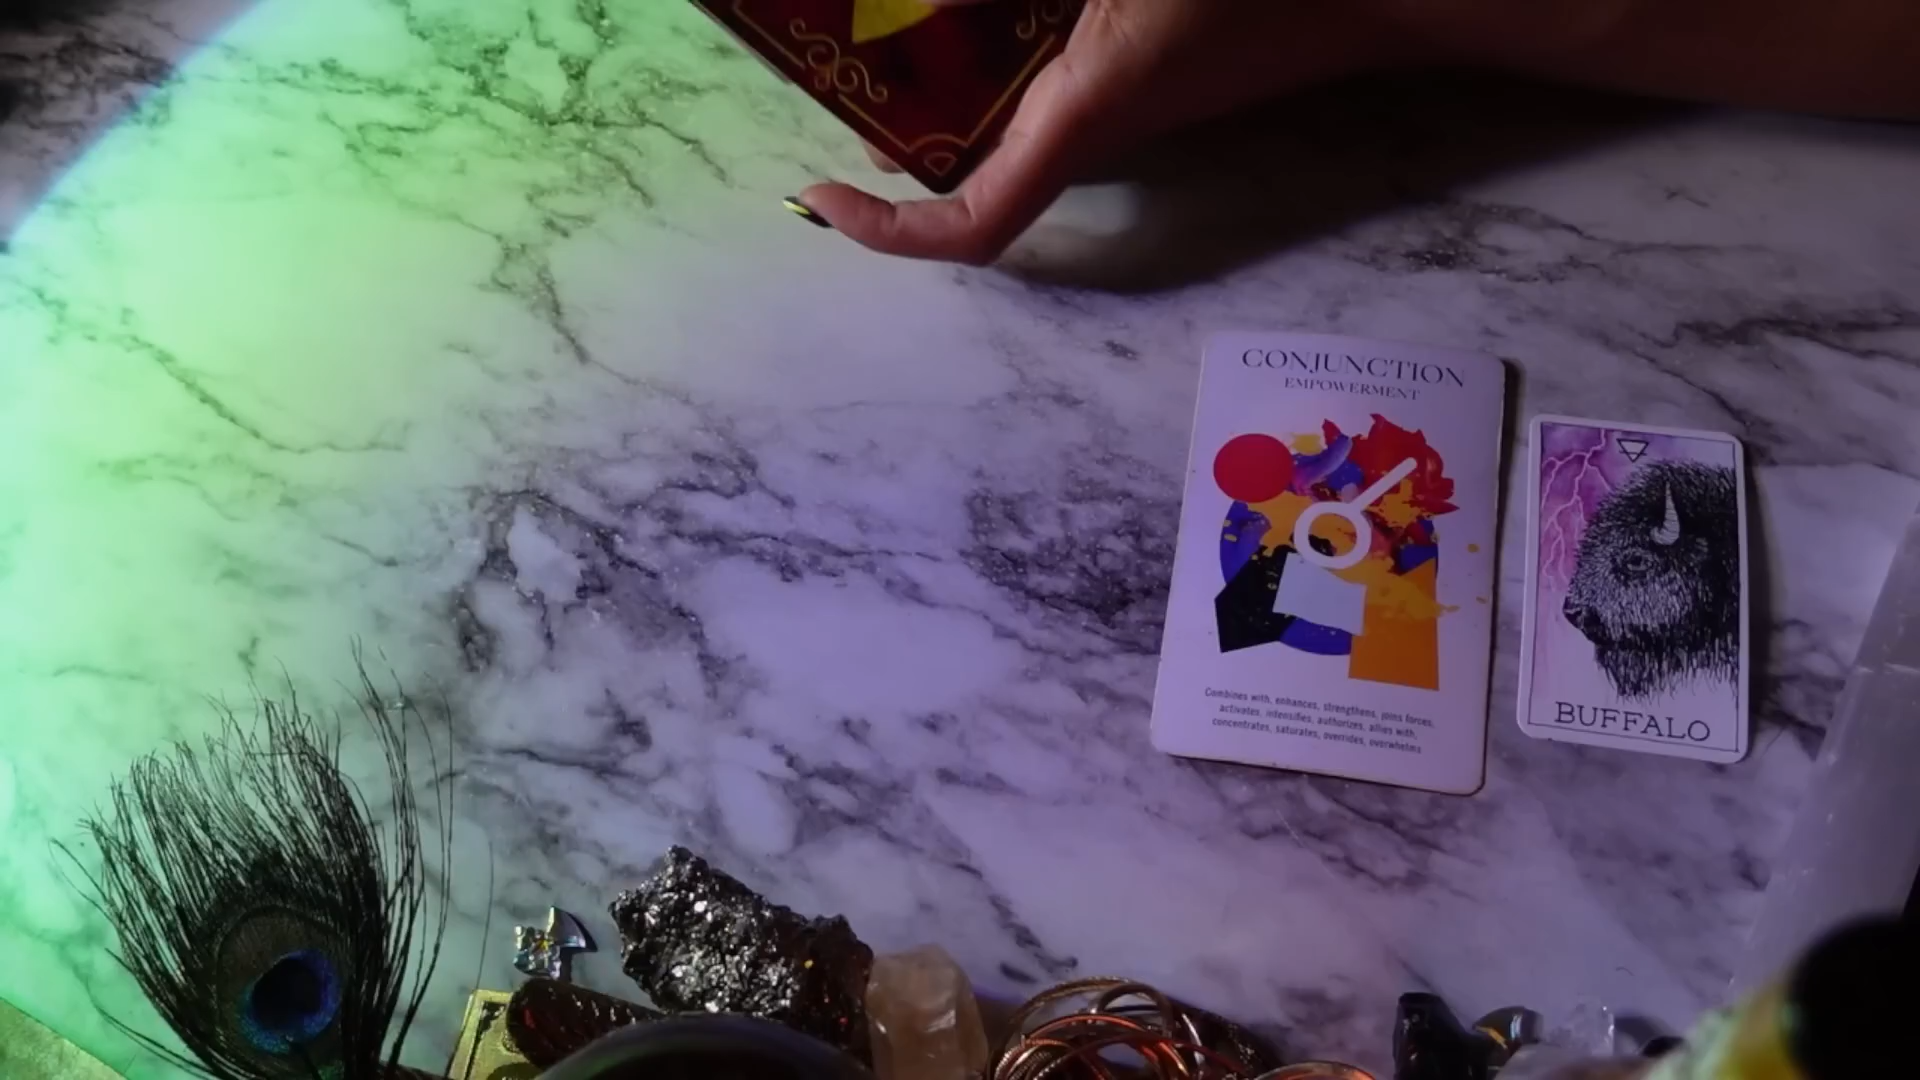 CONJUNCTION
EMPOWERMENT
Combines with, enhances, strengthens, joins forces,
activates, intensifies, authorizes, allies with,
concentrates, saturates, overrides, overwhelms
BUFFALO